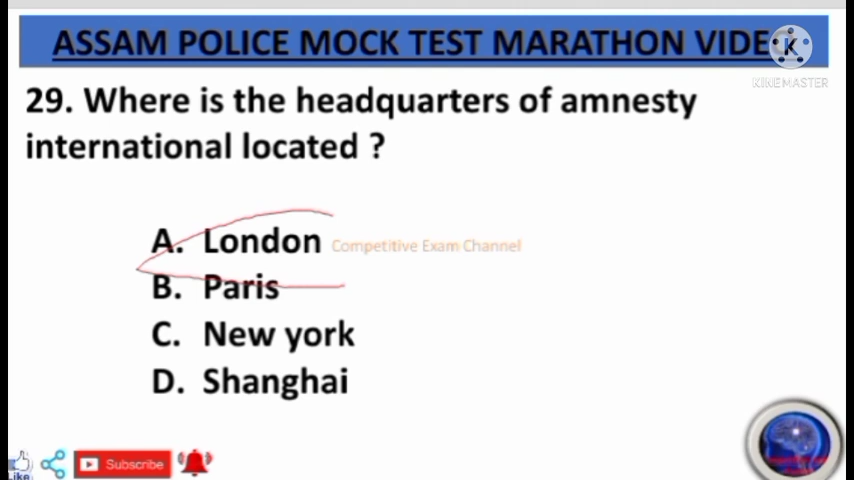 ASSAM POLICE MOCK TEST MARATHON VIDE
K
KINEMASTER
29. Where is the headquarters of amnesty
international located ?
A. London
Competitive Exam Channel
B. Paris
C. New york
D. Shanghai
Like
Subscribe